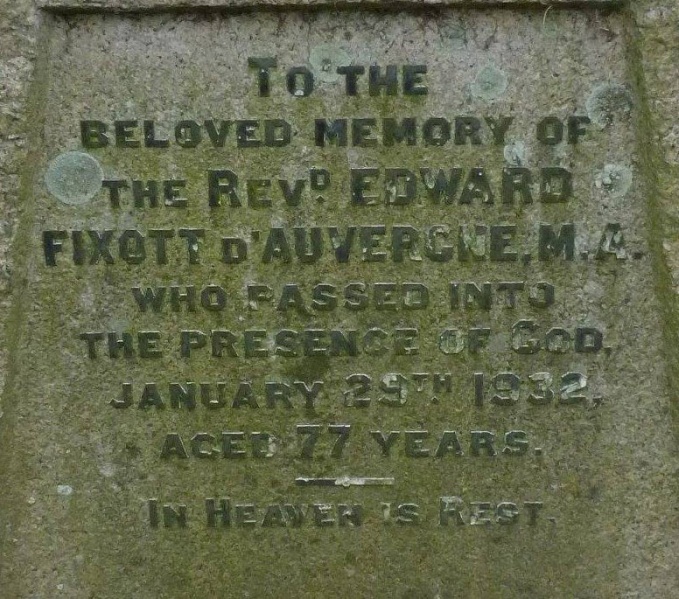 TO THE
BELOVED MEMORY OF
THE REVD. EDWARD
FIXOTT D'AUVERGNE, M.A.
WHO PASSED INTO
THE PRESENCE OF GOD,
JANUARY 29TH 1932,
AGED 77 YEARS.
IN HEAVEN IS REST.